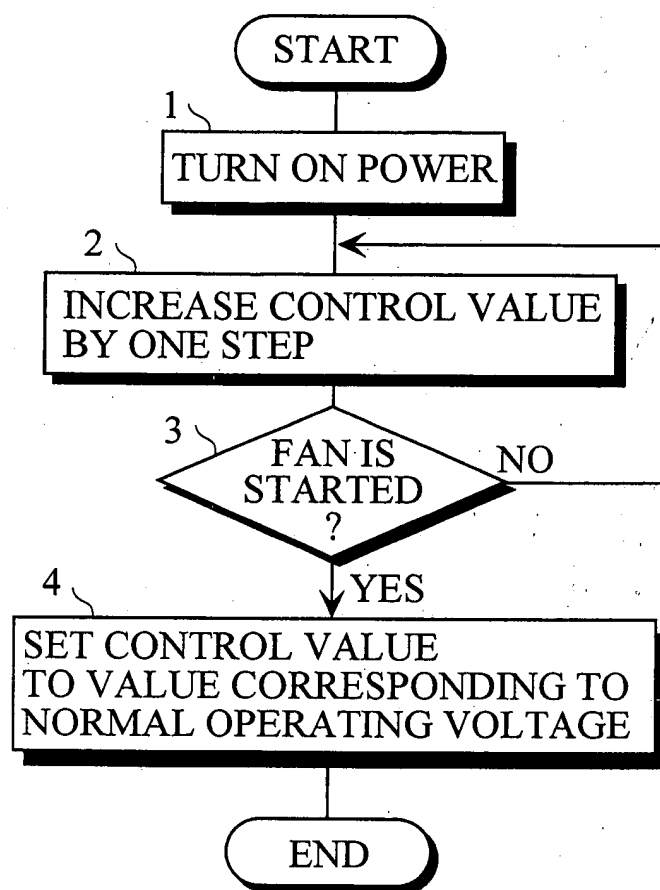 START
1
TURN ON POWER
2
INCREASE CONTROL VALUE
BY ONE STEP
3
FAN IS
STARTED
?
NO
YES
4
SET CONTROL VALUE
TO VALUE CORRESPONDING TO
NORMAL OPERATING VOLTAGE
END